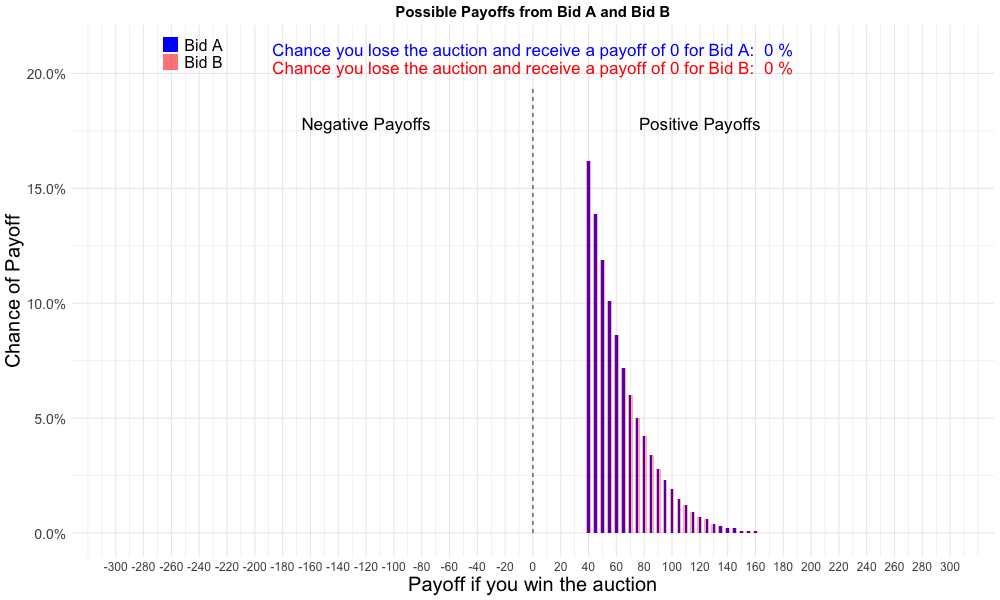 Possible Payoffs from Bid A and Bid B
Bid A
Bid B
Chance you lose the auction and receive a payoff of 0 for Bid A:  0 %
Chance you lose the auction and receive a payoff of 0 for Bid B:  0 %
Negative Payoffs
Positive Payoffs
Chance of Payoff
20.0%
15.0%
10.0%
5.0%
0.0%
-300 -280 -260 -240 -220 -200 -180 -160 -140 -120 -100 -80 -60 -40 -20 0 20 40 60 80 100 120 140 160 180 200 220 240 260 280 300
Payoff if you win the auction